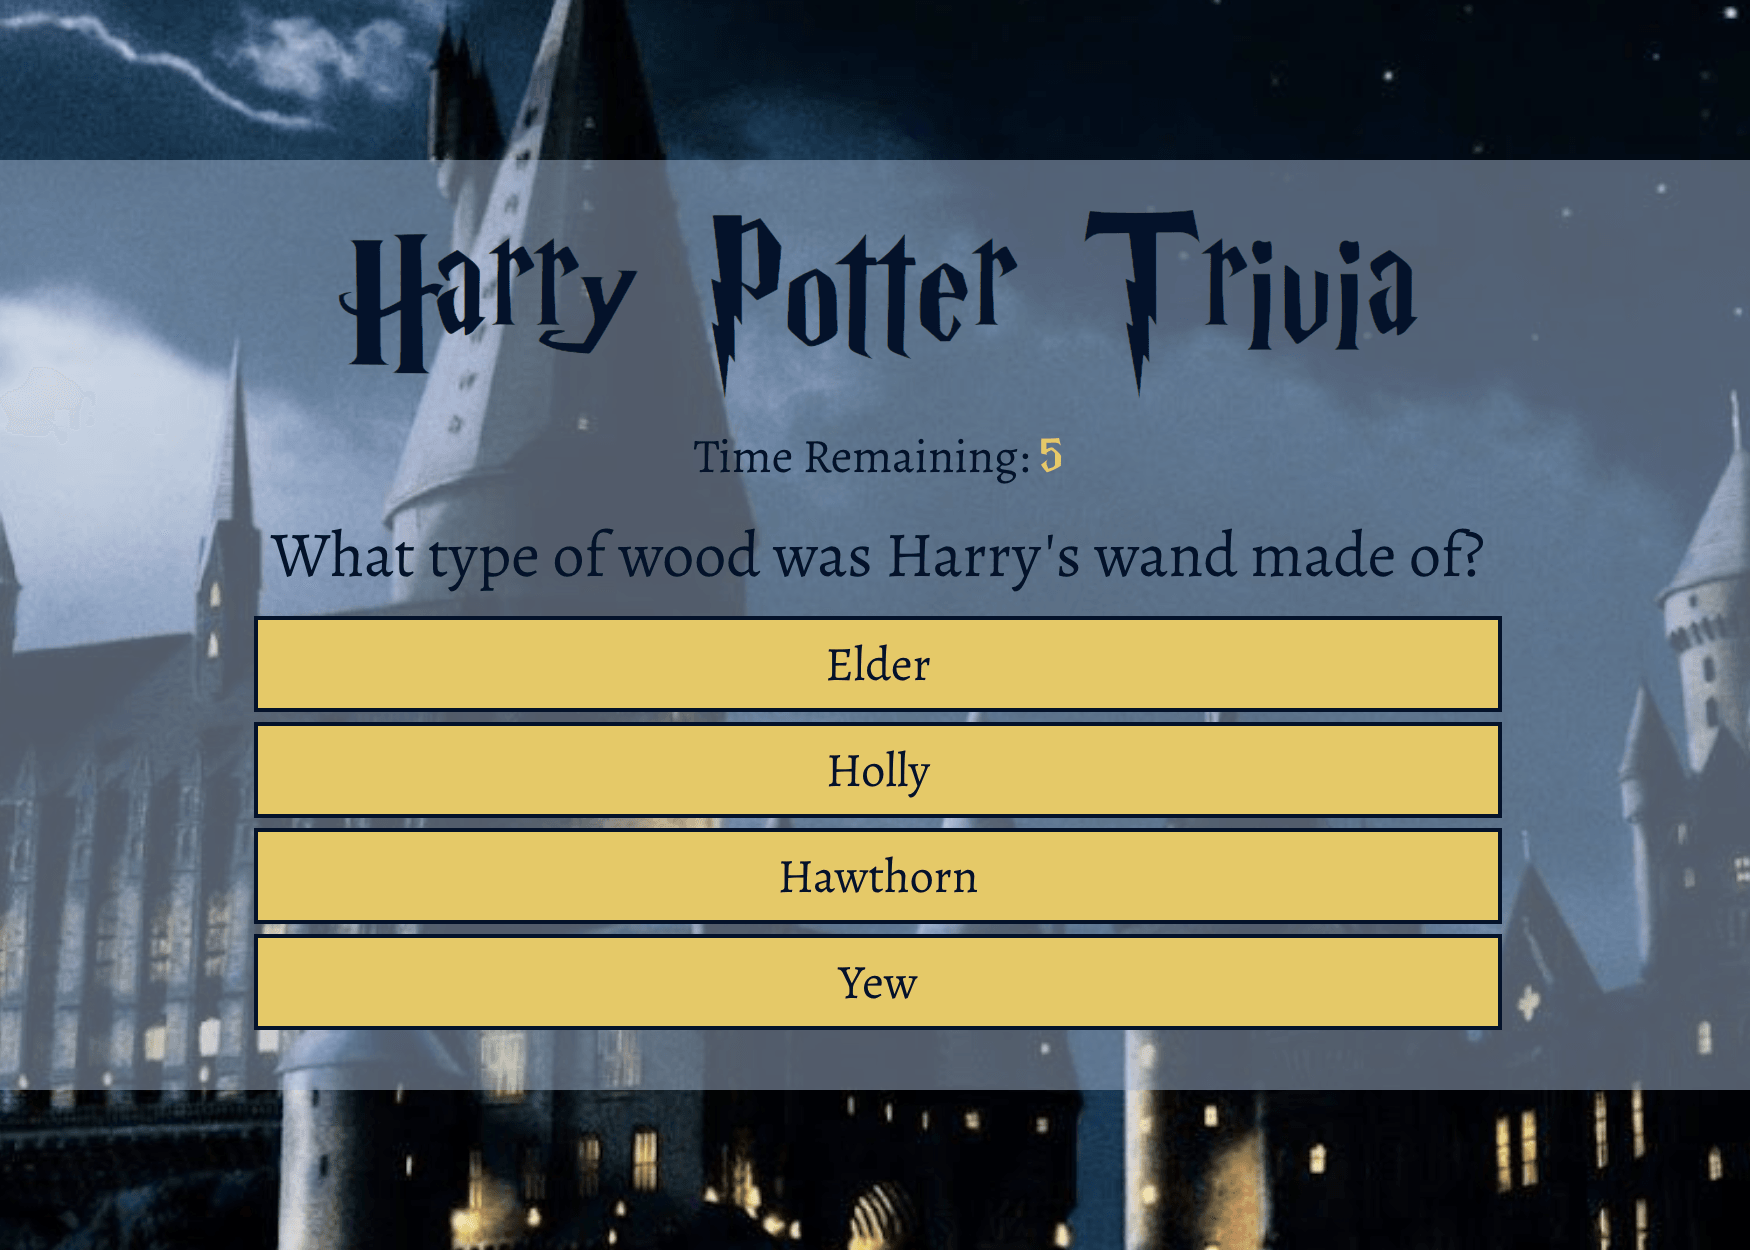 Harry Potter Trivia
Time Remaining: 5
What type of wood was Harry's wand made of?
Elder
Holly
Hawthorn
Yew